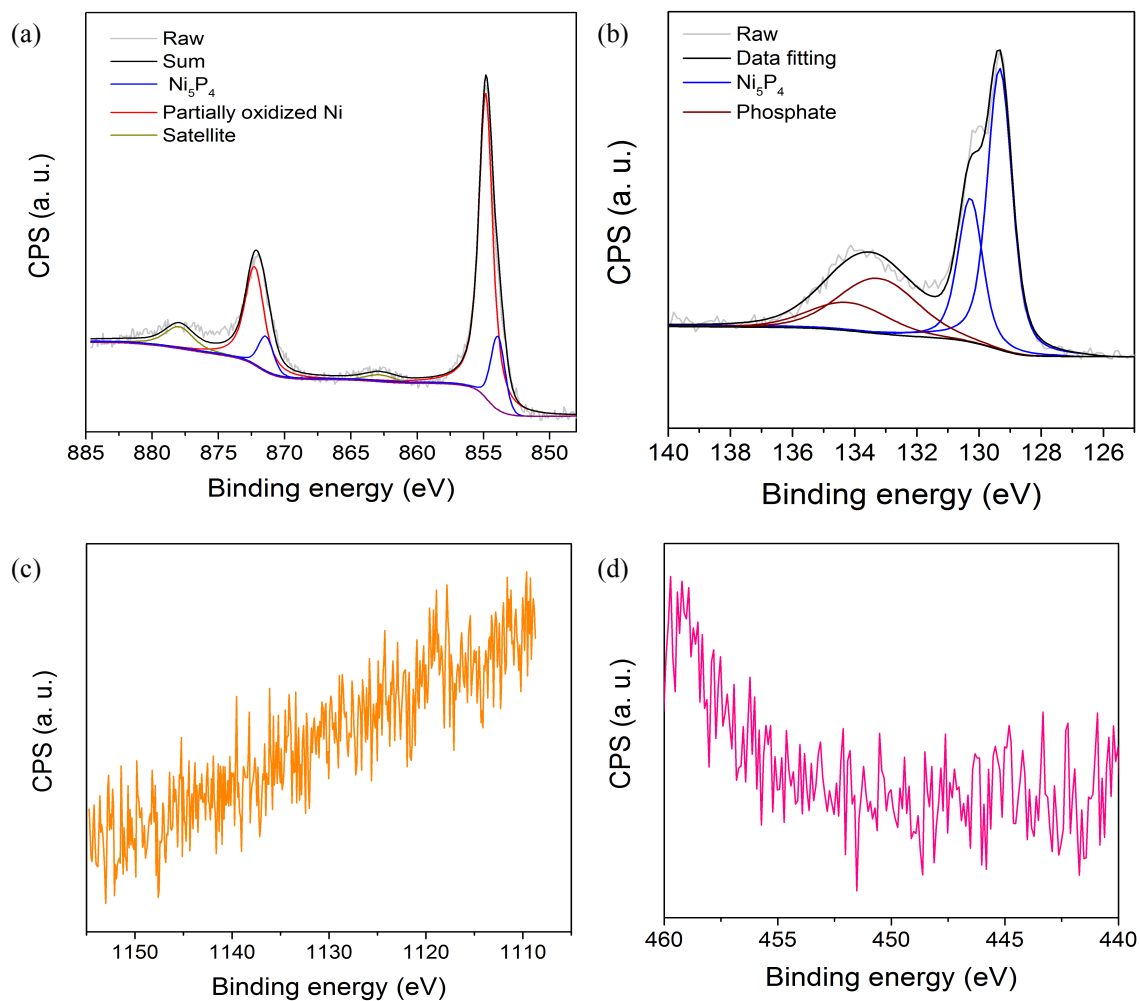 (a)
Raw
Sum
Ni5P4
Partially oxidized Ni
Satellite
CPS (a. u.)
885 880 875 870 865 860 855 850
Binding energy (eV)
(b)
Raw
Data fitting
Ni5P4
Phosphate
CPS (a. u.)
140 138 136 134 132 130 128 126
Binding energy (eV)
(c)
CPS (a. u.)
1150 1140 1130 1120 1110
Binding energy (eV)
(d)
CPS (a. u.)
460 455 450 445 440
Binding energy (eV)